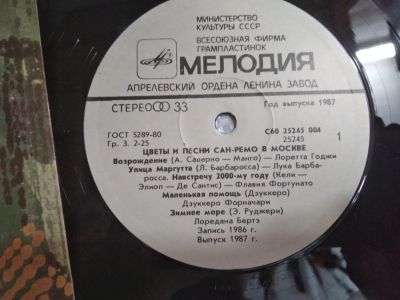 МИНИСТЕРСТВО
КУЛЬТУРЫ СССР
ВСЕСОЮЗНАЯ ФИРМА
ГРАМПЛАСТИНОК
МЕЛОДИЯ
АПРЕЛЕВСКИЙ ОРДЕНА ЛЕНИНА ЗАВОД
СТЕРЕО 33
Год выпуска 1987
ГОСТ 5289-80
С60 25245 004
Гр. 3. 2-25
25245
1
ЦВЕТЫ И ПЕСНИ САН-РЕМО В МОСКВЕ
Возрождение (А. Сацерно — Манго) — Лоретта Годжи
Улица Маргутта (Л. Барбаросса) — Лука Барба-
росса. Навстречу 2000-му году (Кели —
Элиоп — Де Сантис) — Флавия Фортунато
Маленькая помощь (Дзуккеро)
Дзуккеро Форначари
Зимнее море (Э. Руджери)
Лоредана Бертэ
Запись 1986 г.
Выпуск 1987 г.